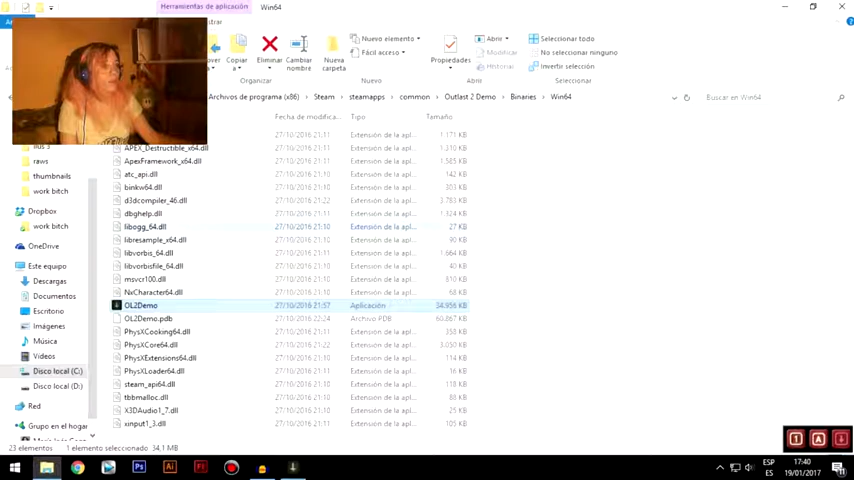 Herramientas de aplicación Win64
Nuevo elemento
Fácil acceso
Abrir
Modificar
Historial
Seleccionar todo
No seleccionar ninguno
Invertir selección
Copiar a
Eliminar
Cambiar nombre
Nueva carpeta
Propiedades
Organizar Nuevo Abrir Seleccionar
Archivos de programa (x86) > Steam > steamapps > common > Outlast 2 Demo > Binaries > Win64
Buscar en Win64
Fecha de modifica... Tipo Tamaño
27/10/2016 21:11 Extensión de la apl... 1.171 KB
APEX_Destructible_x64.dll 27/10/2016 21:11 Extensión de la apl... 1.310 KB
ApexFramework_x64.dll 27/10/2016 21:11 Extensión de la apl... 1.585 KB
atc_api.dll 27/10/2016 21:10 Extensión de la apl... 142 KB
binkw64.dll 27/10/2016 21:11 Extensión de la apl... 303 KB
d3dcompiler_46.dll 27/10/2016 21:22 Extensión de la apl... 3.783 KB
dbghelp.dll 27/10/2016 21:11 Extensión de la apl... 1.324 KB
libogg_64.dll 27/10/2016 21:10 Extensión de la apl... 27 KB
libresample_x64.dll 27/10/2016 21:10 Extensión de la apl... 90 KB
libvorbis_64.dll 27/10/2016 21:11 Extensión de la apl... 1.664 KB
libvorbisfile_64.dll 27/10/2016 21:10 Extensión de la apl... 40 KB
msvcr100.dll 27/10/2016 21:11 Extensión de la apl... 810 KB
NxCharacter64.dll 27/10/2016 21:11 Extensión de la apl... 68 KB
OL2Demo 27/10/2016 21:57 Aplicación 34.956 KB
OL2Demo.pdb 27/10/2016 22:24 Archivo PDB 60.867 KB
PhysXCooking64.dll 27/10/2016 21:11 Extensión de la apl... 358 KB
PhysXCore64.dll 27/10/2016 21:22 Extensión de la apl... 3.050 KB
PhysXExtensions64.dll 27/10/2016 21:11 Extensión de la apl... 114 KB
PhysXLoader64.dll 27/10/2016 21:11 Extensión de la apl... 16 KB
steam_api64.dll 27/10/2016 21:10 Extensión de la apl... 118 KB
tbbmalloc.dll 27/10/2016 21:11 Extensión de la apl... 88 KB
X3DAudio1_7.dll 27/10/2016 21:10 Extensión de la apl... 25 KB
xinput1_3.dll 27/10/2016 21:11 Extensión de la apl... 105 KB
raws
thumbnails
work bitch
Dropbox
work bitch
OneDrive
Este equipo
Descargas
Documentos
Escritorio
Imágenes
Música
Vídeos
Disco local (C:)
Disco local (D:)
Red
Grupo en el hogar
23 elementos 1 elemento seleccionado 34,1 MB
1 A
Ps Ai Fl
ESP
ES
17:40
19/01/2017